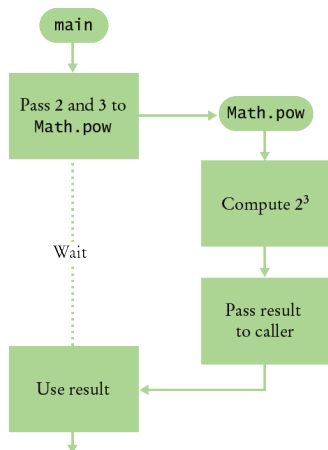 main
Pass 2 and 3 to
Math.pow
Math.pow
Compute 2³
Wait
Pass result
to caller
Use result